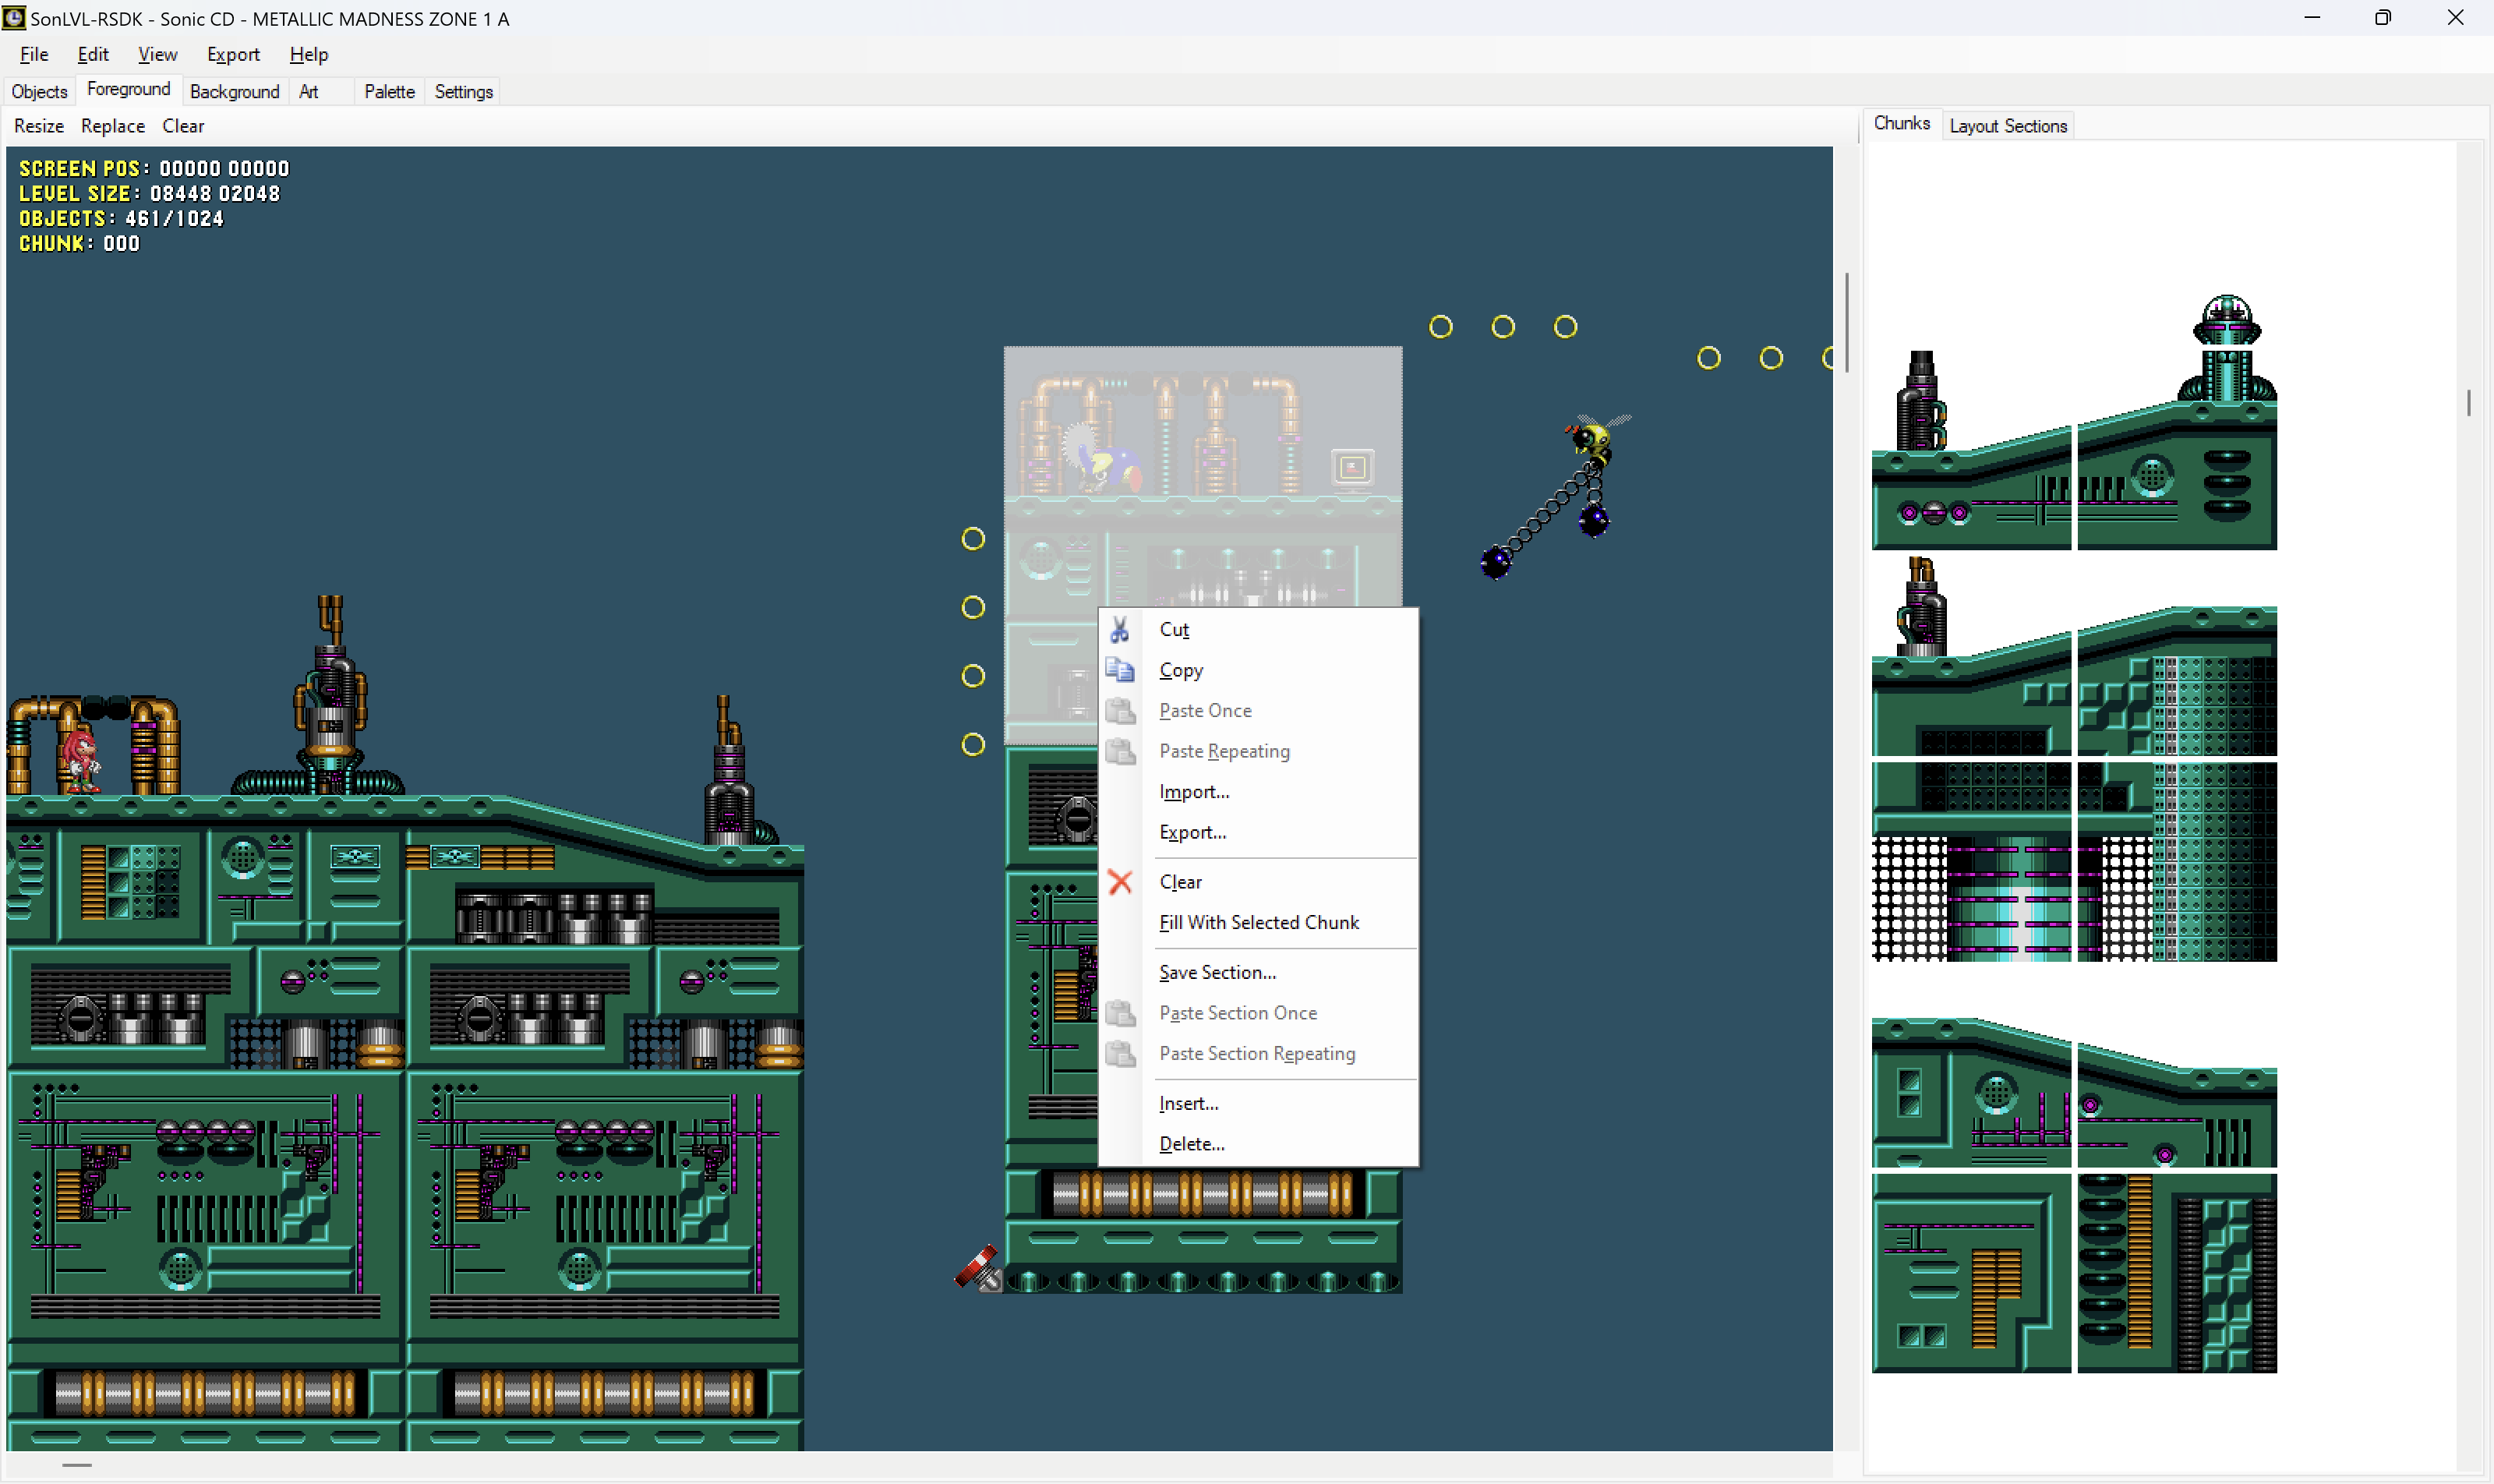 SonLVL-RSDK - Sonic CD - METALLIC MADNESS ZONE 1 A
File Edit View Export Help
Objects Foreground Background Art Palette Settings
Resize Replace Clear
Chunks Layout Sections
SCREEN POS: 00000 00000
LEVEL SIZE: 08448 02048
OBJECTS: 461/1024
CHUNK: 000
Cut
Copy
Paste Once
Paste Repeating
Import...
Export...
Clear
Fill With Selected Chunk
Save Section...
Paste Section Once
Paste Section Repeating
Insert...
Delete...